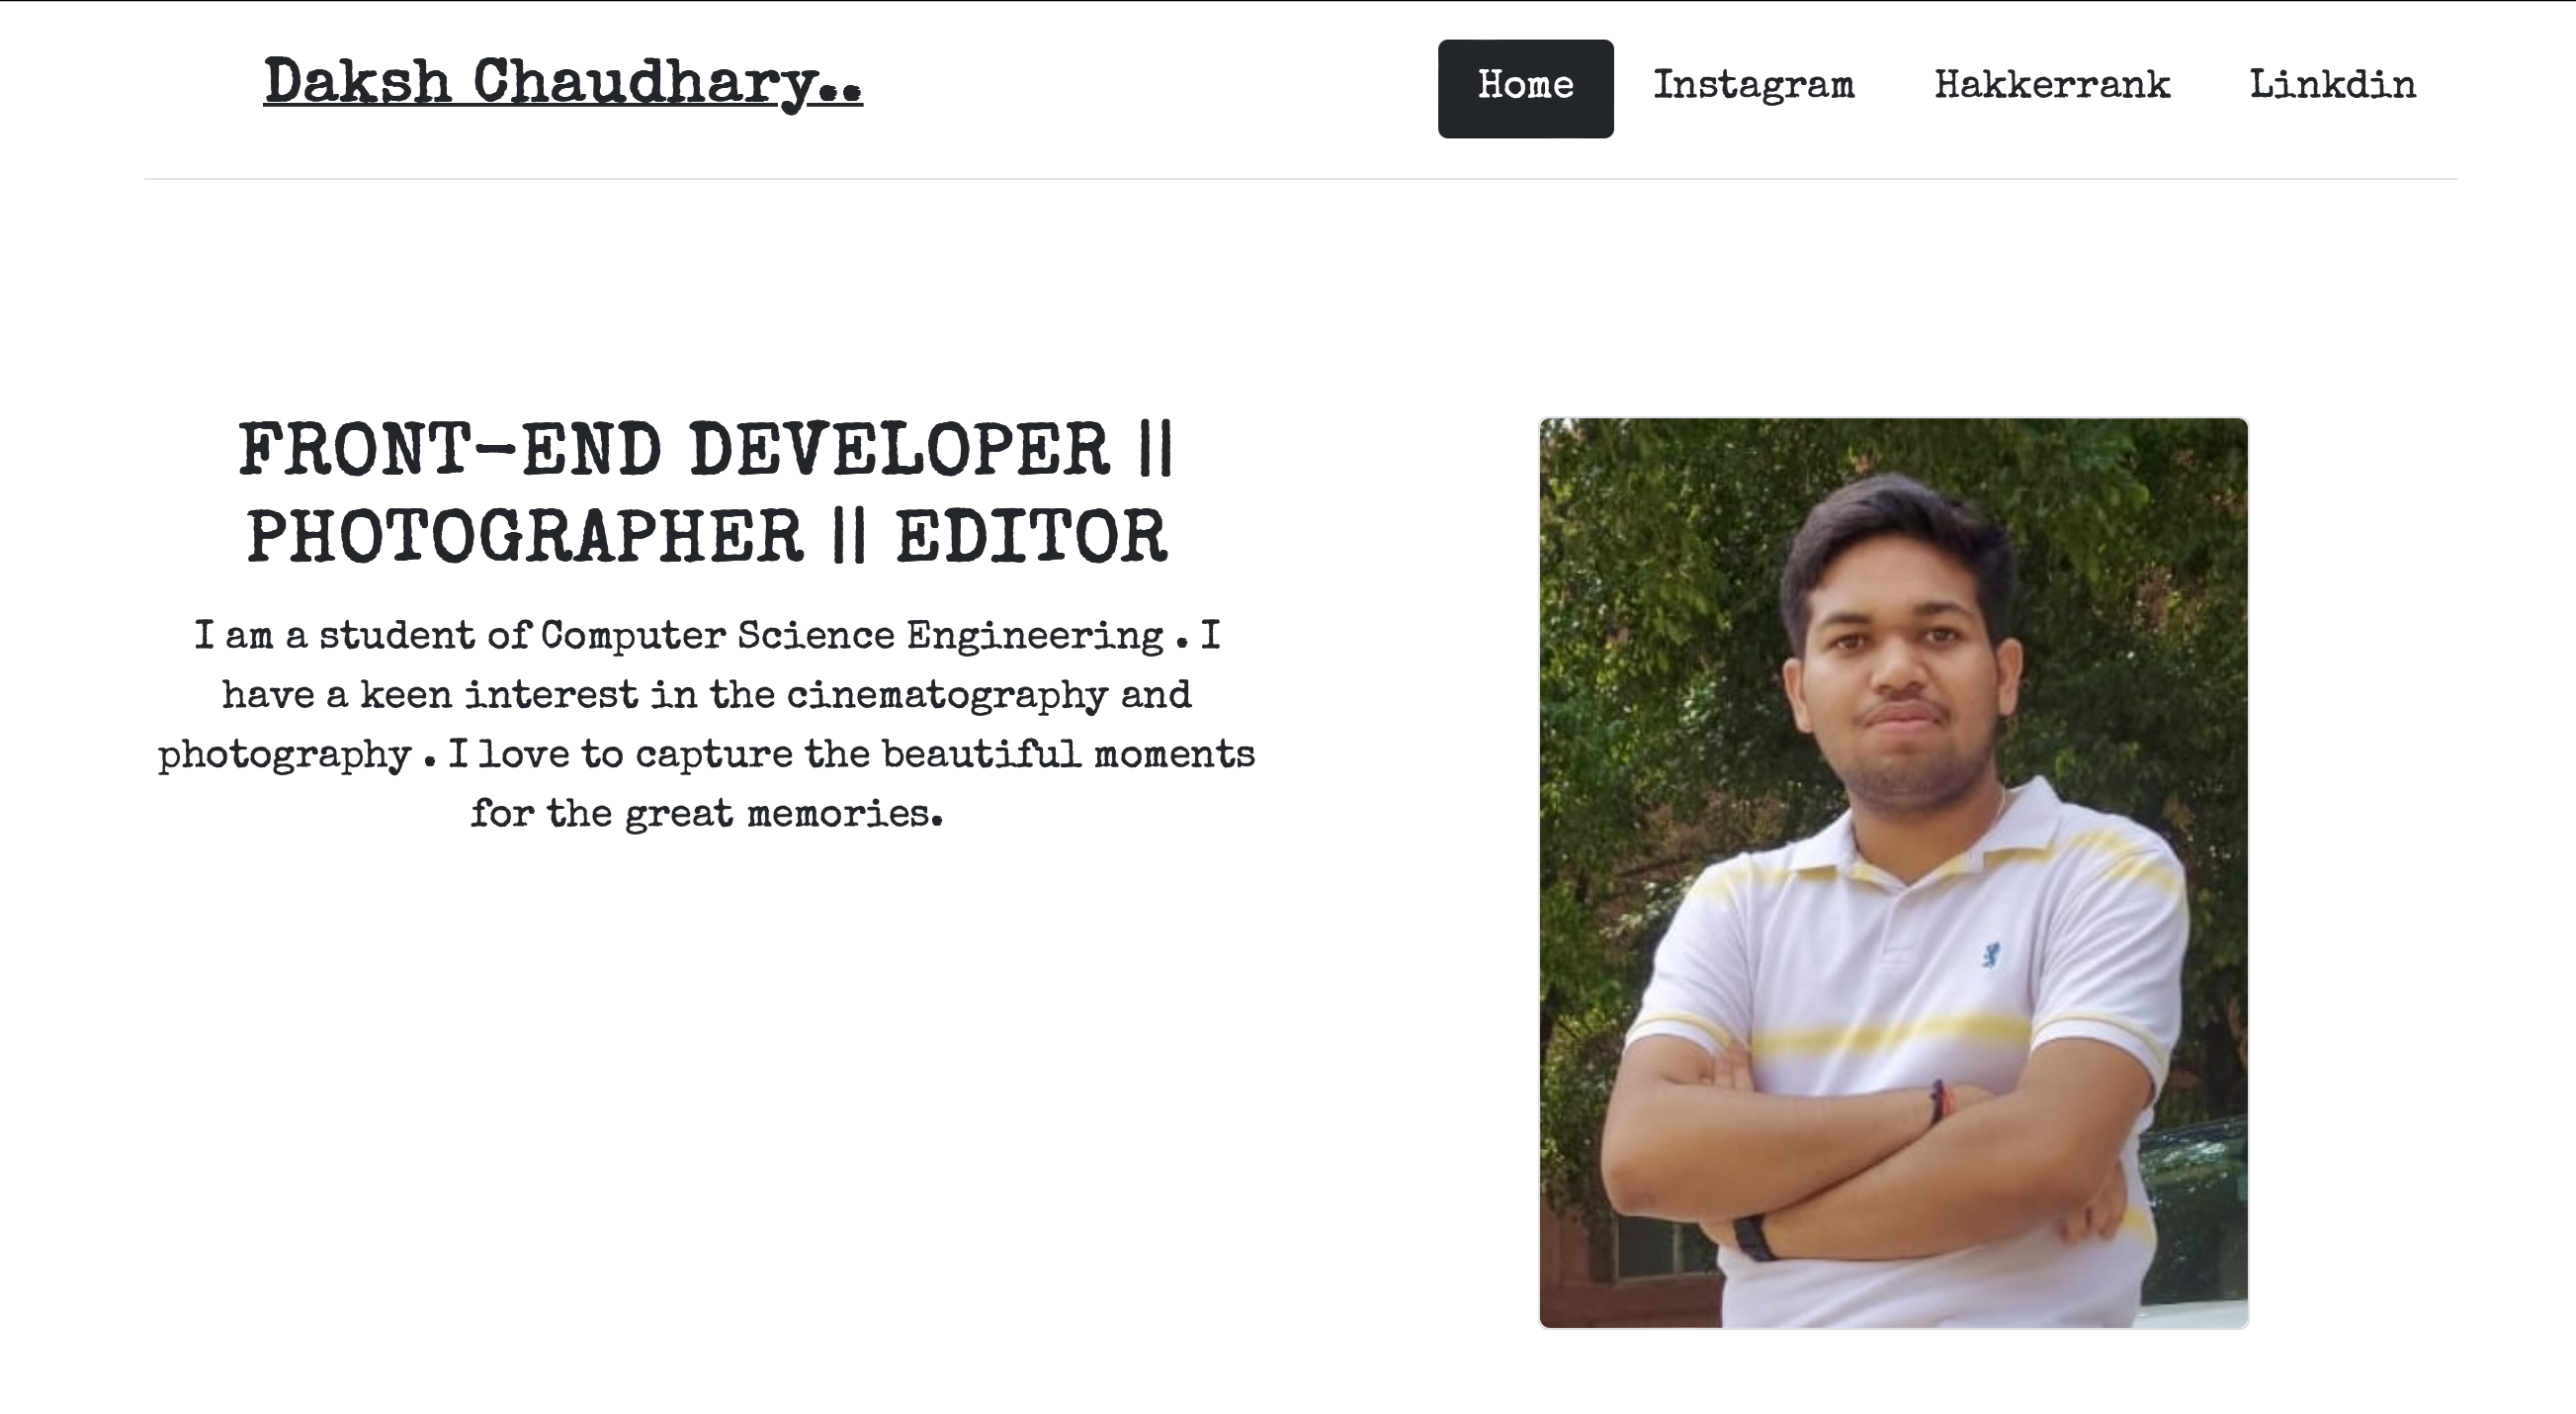 Daksh Chaudhary..
Home
Instagram
Hakkerrank
Linkdin
FRONT-END DEVELOPER ||
PHOTOGRAPHER || EDITOR
I am a student of Computer Science Engineering . I
have a keen interest in the cinematography and
photography . I love to capture the beautiful moments
for the great memories.